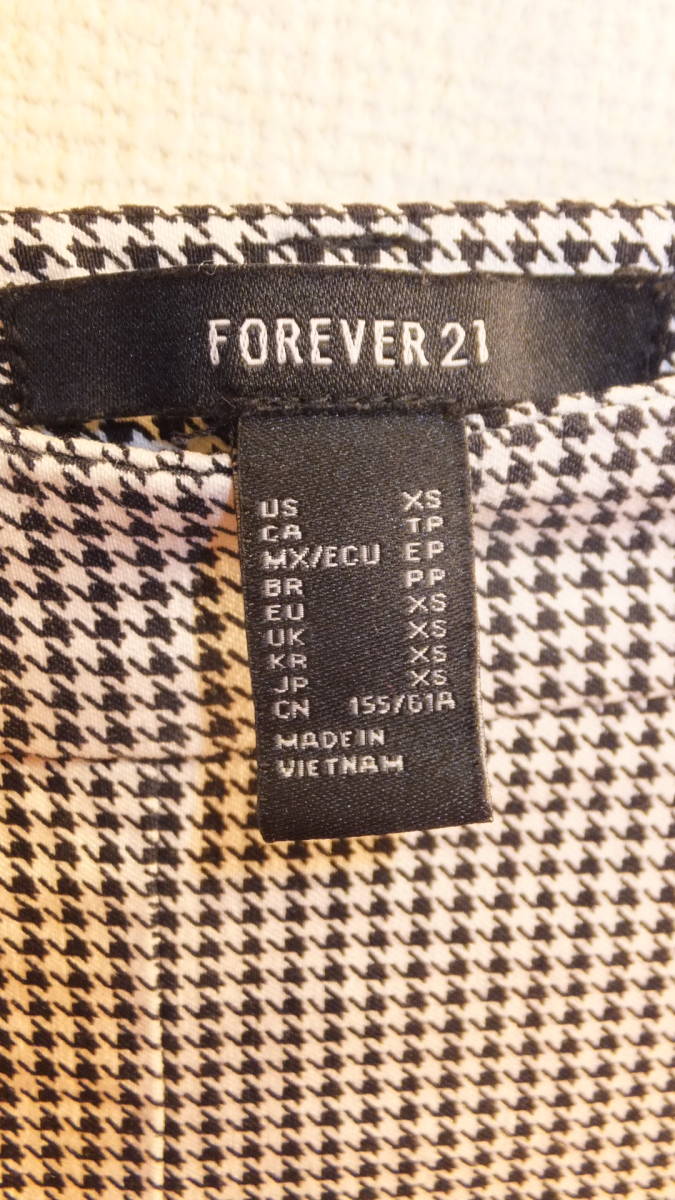 FOREVER 21
US XS
CA TP
MX/ECU EP
BR PP
EU XS
UK XS
KR XS
JP XS
CN 155/61A
MADE IN
VIETNAM